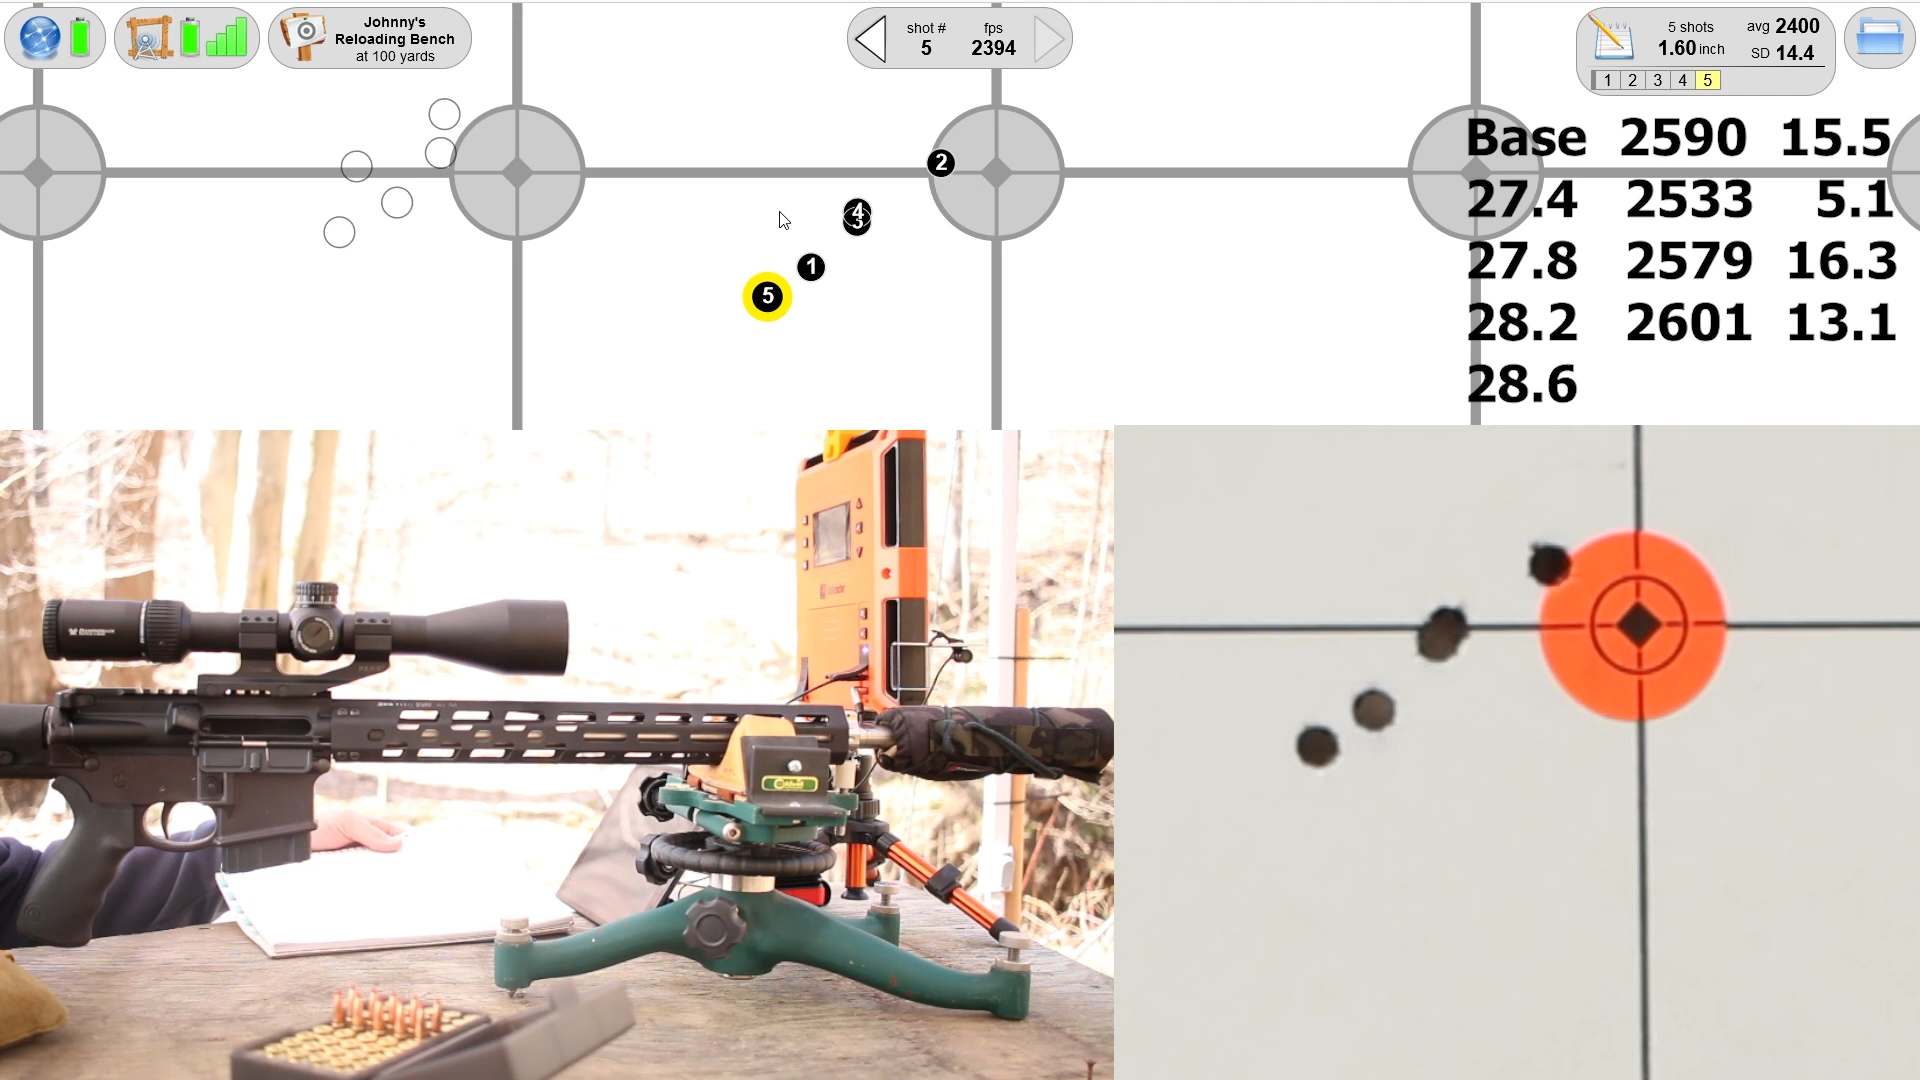 Johnny's
Reloading Bench
at 100 yards
shot # fps
5 2394
5 shots avg 2400
1.60 inch SD 14.4
1 2 3 4 5
Base 2590 15.5
27.4 2533 5.1
27.8 2579 16.3
28.2 2601 13.1
28.6
2
4
3
1
5